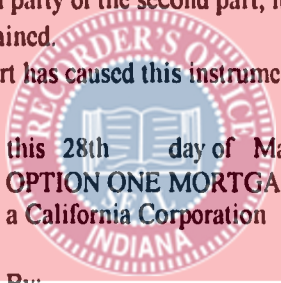 party of the second part,
ained.
RECORDER'S OFFICE
rt has caused this instrume
this 28th day of Ma
OPTION ONE MORTGA
a California Corporation
SEAL
INDIANA
By: